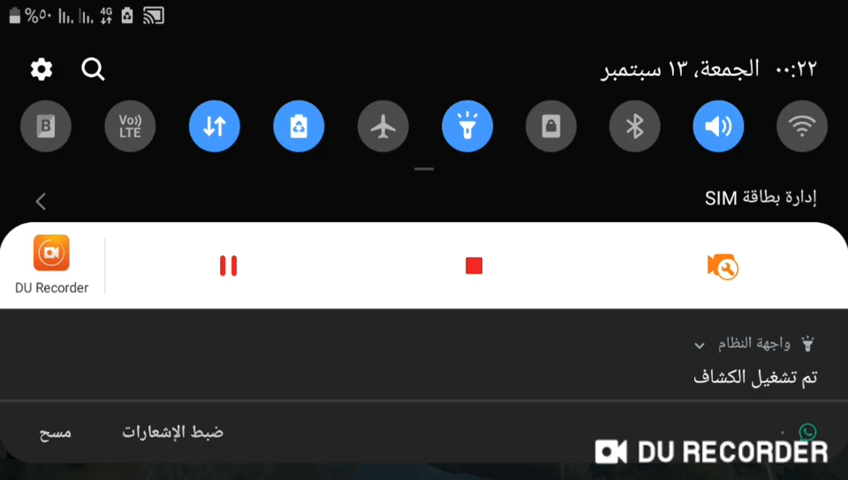 %٥٠
4G
٠٠:٢٢ الجمعة، ١٣ سبتمبر
B
Vo))
LTE
إدارة بطاقة SIM
DU Recorder
واجهة النظام
تم تشغيل الكشاف
ضبط الإشعارات
مسح
DU RECORDER